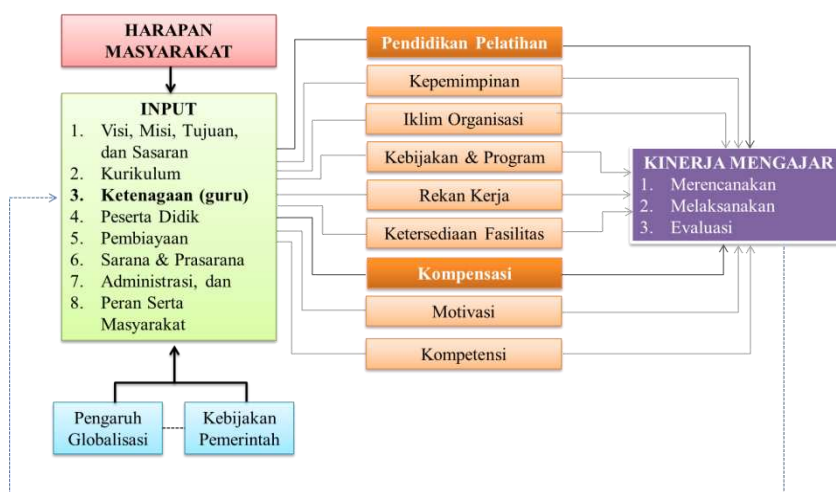 HARAPAN
MASYARAKAT
INPUT
1. Visi, Misi, Tujuan,
dan Sasaran
2. Kurikulum
3. Ketenagaan (guru)
4 Peserta Didik
5 Pembiayaan
6 Sarana & Prasarana
7 Administrasi, dan
8 Peran Serta
Masyarakat
Pengaruh
Globalisasi
Kebijakan
Pemerintah
Pendidikan Pelatihan
Kepemimpinan
Iklim Organisasi
Kebijakan & Program
Rekan Kerja
Ketersediaan Fasilitas
Kompensasi
Motivasi
Kompetensi
KINERJA MENGAJAR
1. Merencanakan
2. Melaksanakan
3. Evaluasi